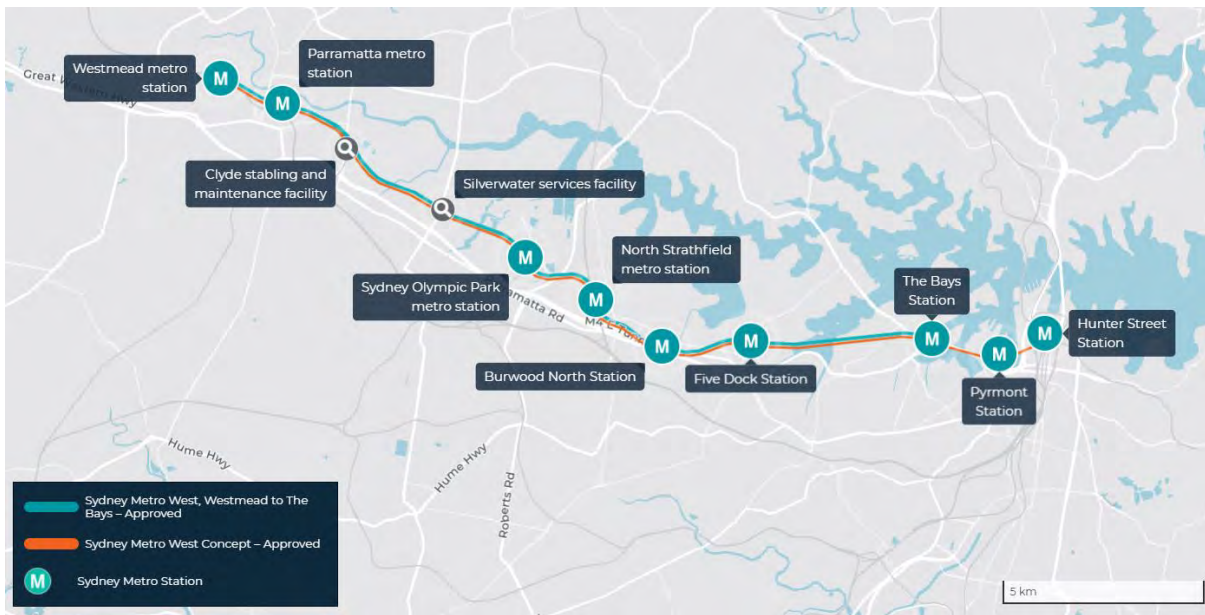 Westmead metro
station
M
Parramatta metro
station
M
Great Western Hwy
Clyde stabling and
maintenance facility
Silverwater services facility
M
North Strathfield
metro station
Sydney Olympic Park
metro station
M
amatta Rd
M4 E Tunn
M
Burwood North Station
M
Five Dock Station
The Bays
Station
M
M
Pyrmont
Station
M
Hunter Street
Station
Hume Hwy
Hume Hwy
Roberts Rd
Sydney Metro West, Westmead to The
Bays – Approved
Sydney Metro West Concept – Approved
M
Sydney Metro Station
5 km